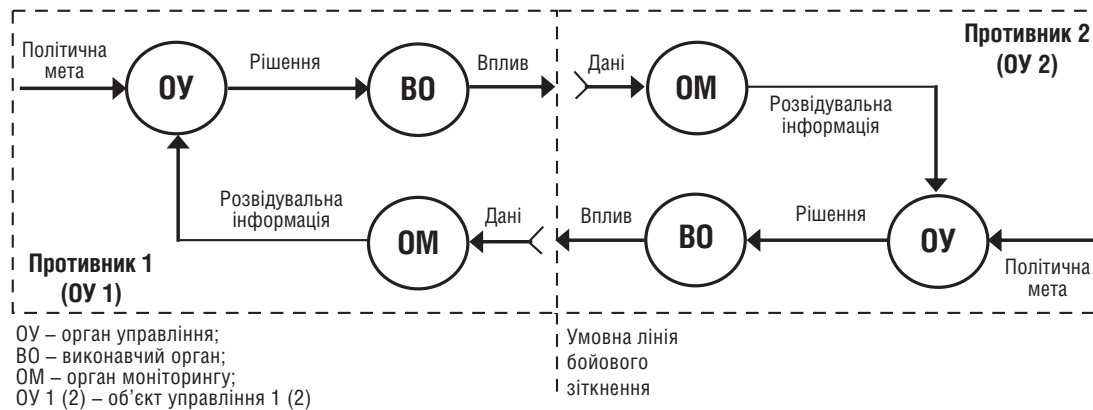 Політична
мета
ОУ
Рішення
ВО
Вплив
Дані
ОМ
Розвідувальна
інформація
Противник 2
(ОУ 2)
Розвідувальна
інформація
ОМ
Дані
Вплив
ВО
Рішення
ОУ
Політична
мета
Противник 1
(ОУ 1)
ОУ – орган управління;
ВО – виконавчий орган;
ОМ – орган моніторингу;
ОУ 1 (2) – об’єкт управління 1 (2)
Умовна лінія
бойового
зіткнення